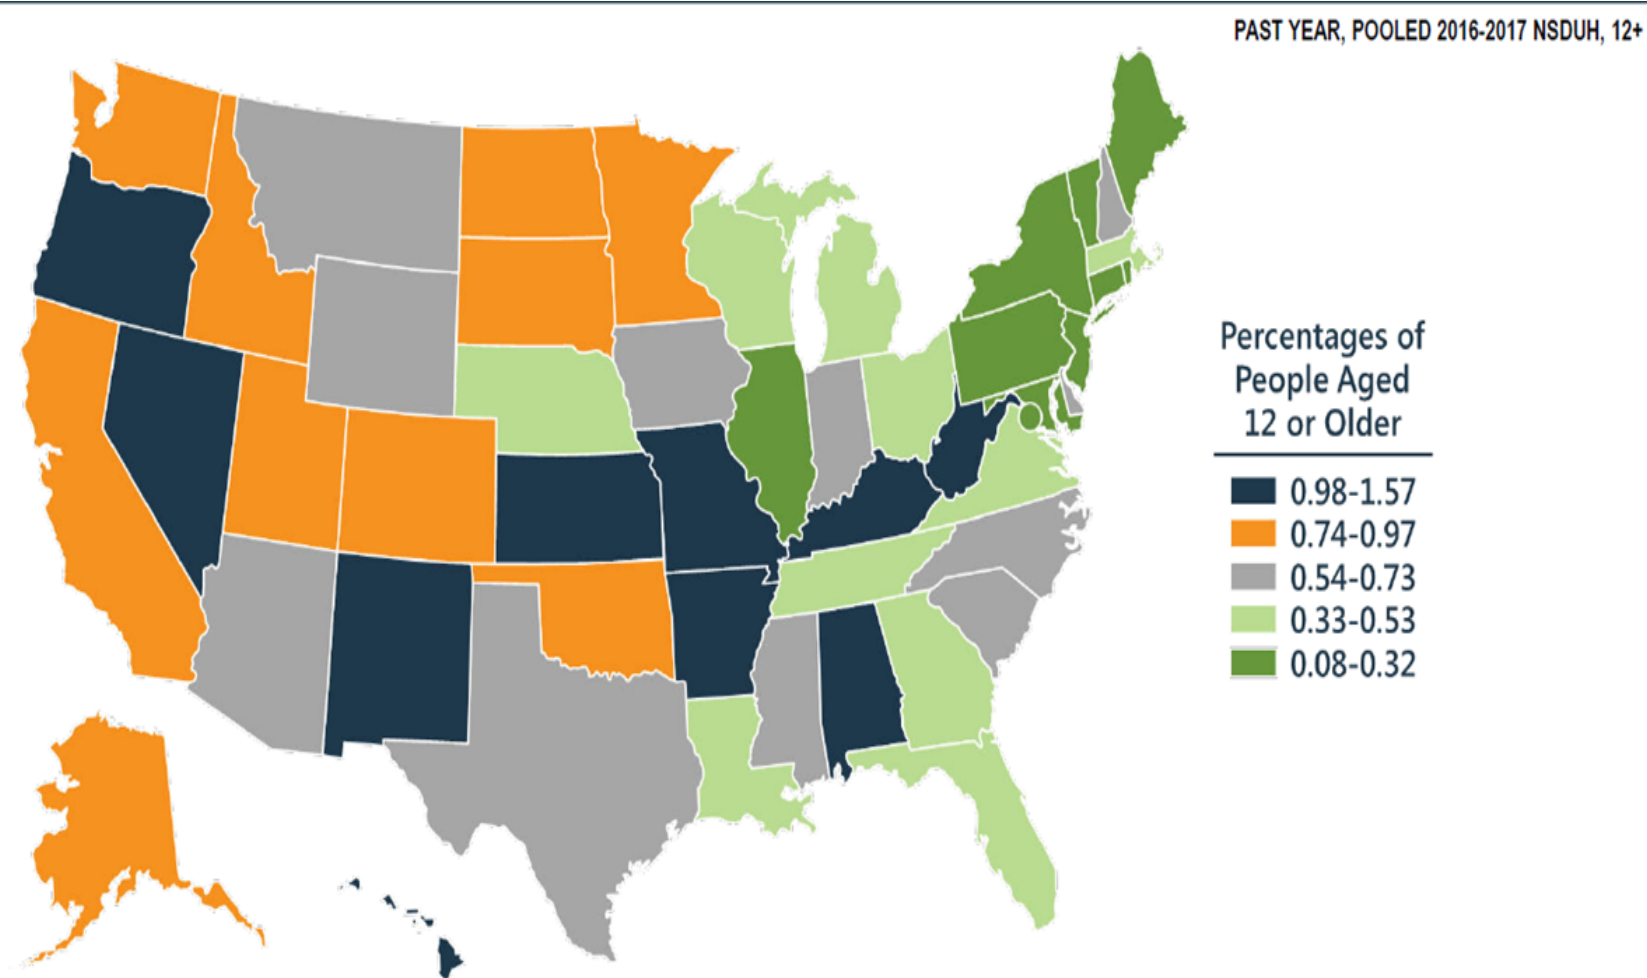 PAST YEAR, POOLED 2016-2017 NSDUH, 12+
Percentages of
People Aged
12 or Older
0.98-1.57
0.74-0.97
0.54-0.73
0.33-0.53
0.08-0.32